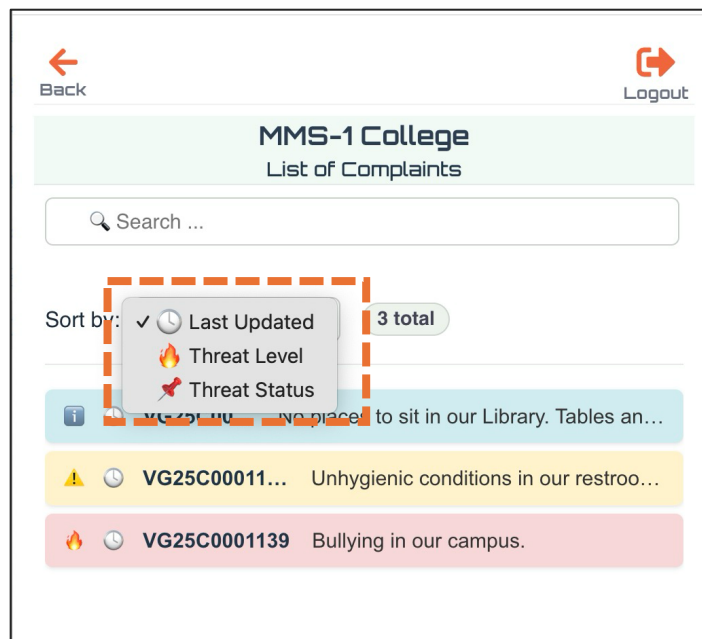 Back
Logout
MMS-1 College
List of Complaints
🔍 Search ...
Sort by: ✓ 🕓 Last Updated 3 total
🔥 Threat Level
📌 Threat Status
No places to sit in our Library. Tables an...
VG25C00011... Unhygienic conditions in our restroo...
VG25C0001139 Bullying in our campus.